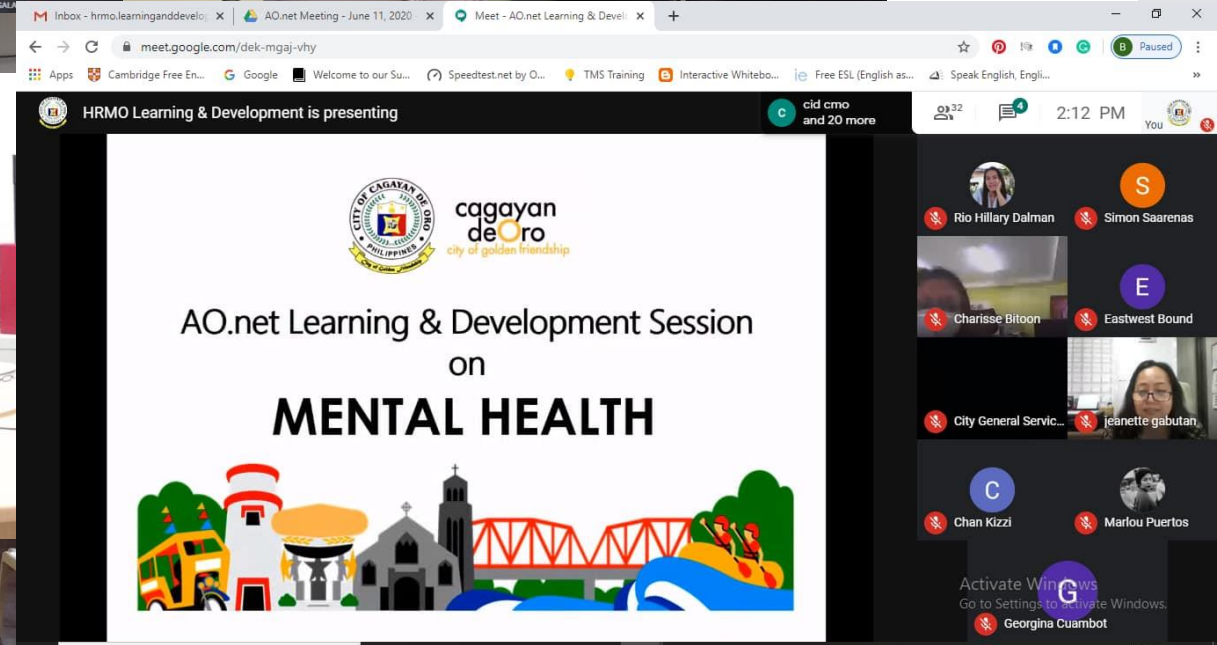 Inbox - hrmo.learninganddevelop
AO.net Meeting - June 11, 2020 -
Meet - AO.net Learning & Devel
meet.google.com/dek-mgaj-vhy
B Paused
Apps
Cambridge Free En...
Google
Welcome to our Su...
Speedtest.net by O...
TMS Training
Interactive Whitebo...
Free ESL (English as...
Speak English, Engli...
HRMO Learning & Development is presenting
C
cid cmo
and 20 more
32
4
2:12 PM
You
CITY OF CAGAYAN DE ORO
PHILIPPINES
City of Golden Friendship
cagayan
deOro
city of golden friendship
AO.net Learning & Development Session
on
MENTAL HEALTH
Rio Hillary Dalman
S
Simon Saarenas
Charisse Bitoon
E
Eastwest Bound
City General Servic...
jeanette gabutan
C
Chan Kizzi
Marlou Puertos
G
Georgina Cuambot
Activate Windows
Go to Settings to activate Windows.